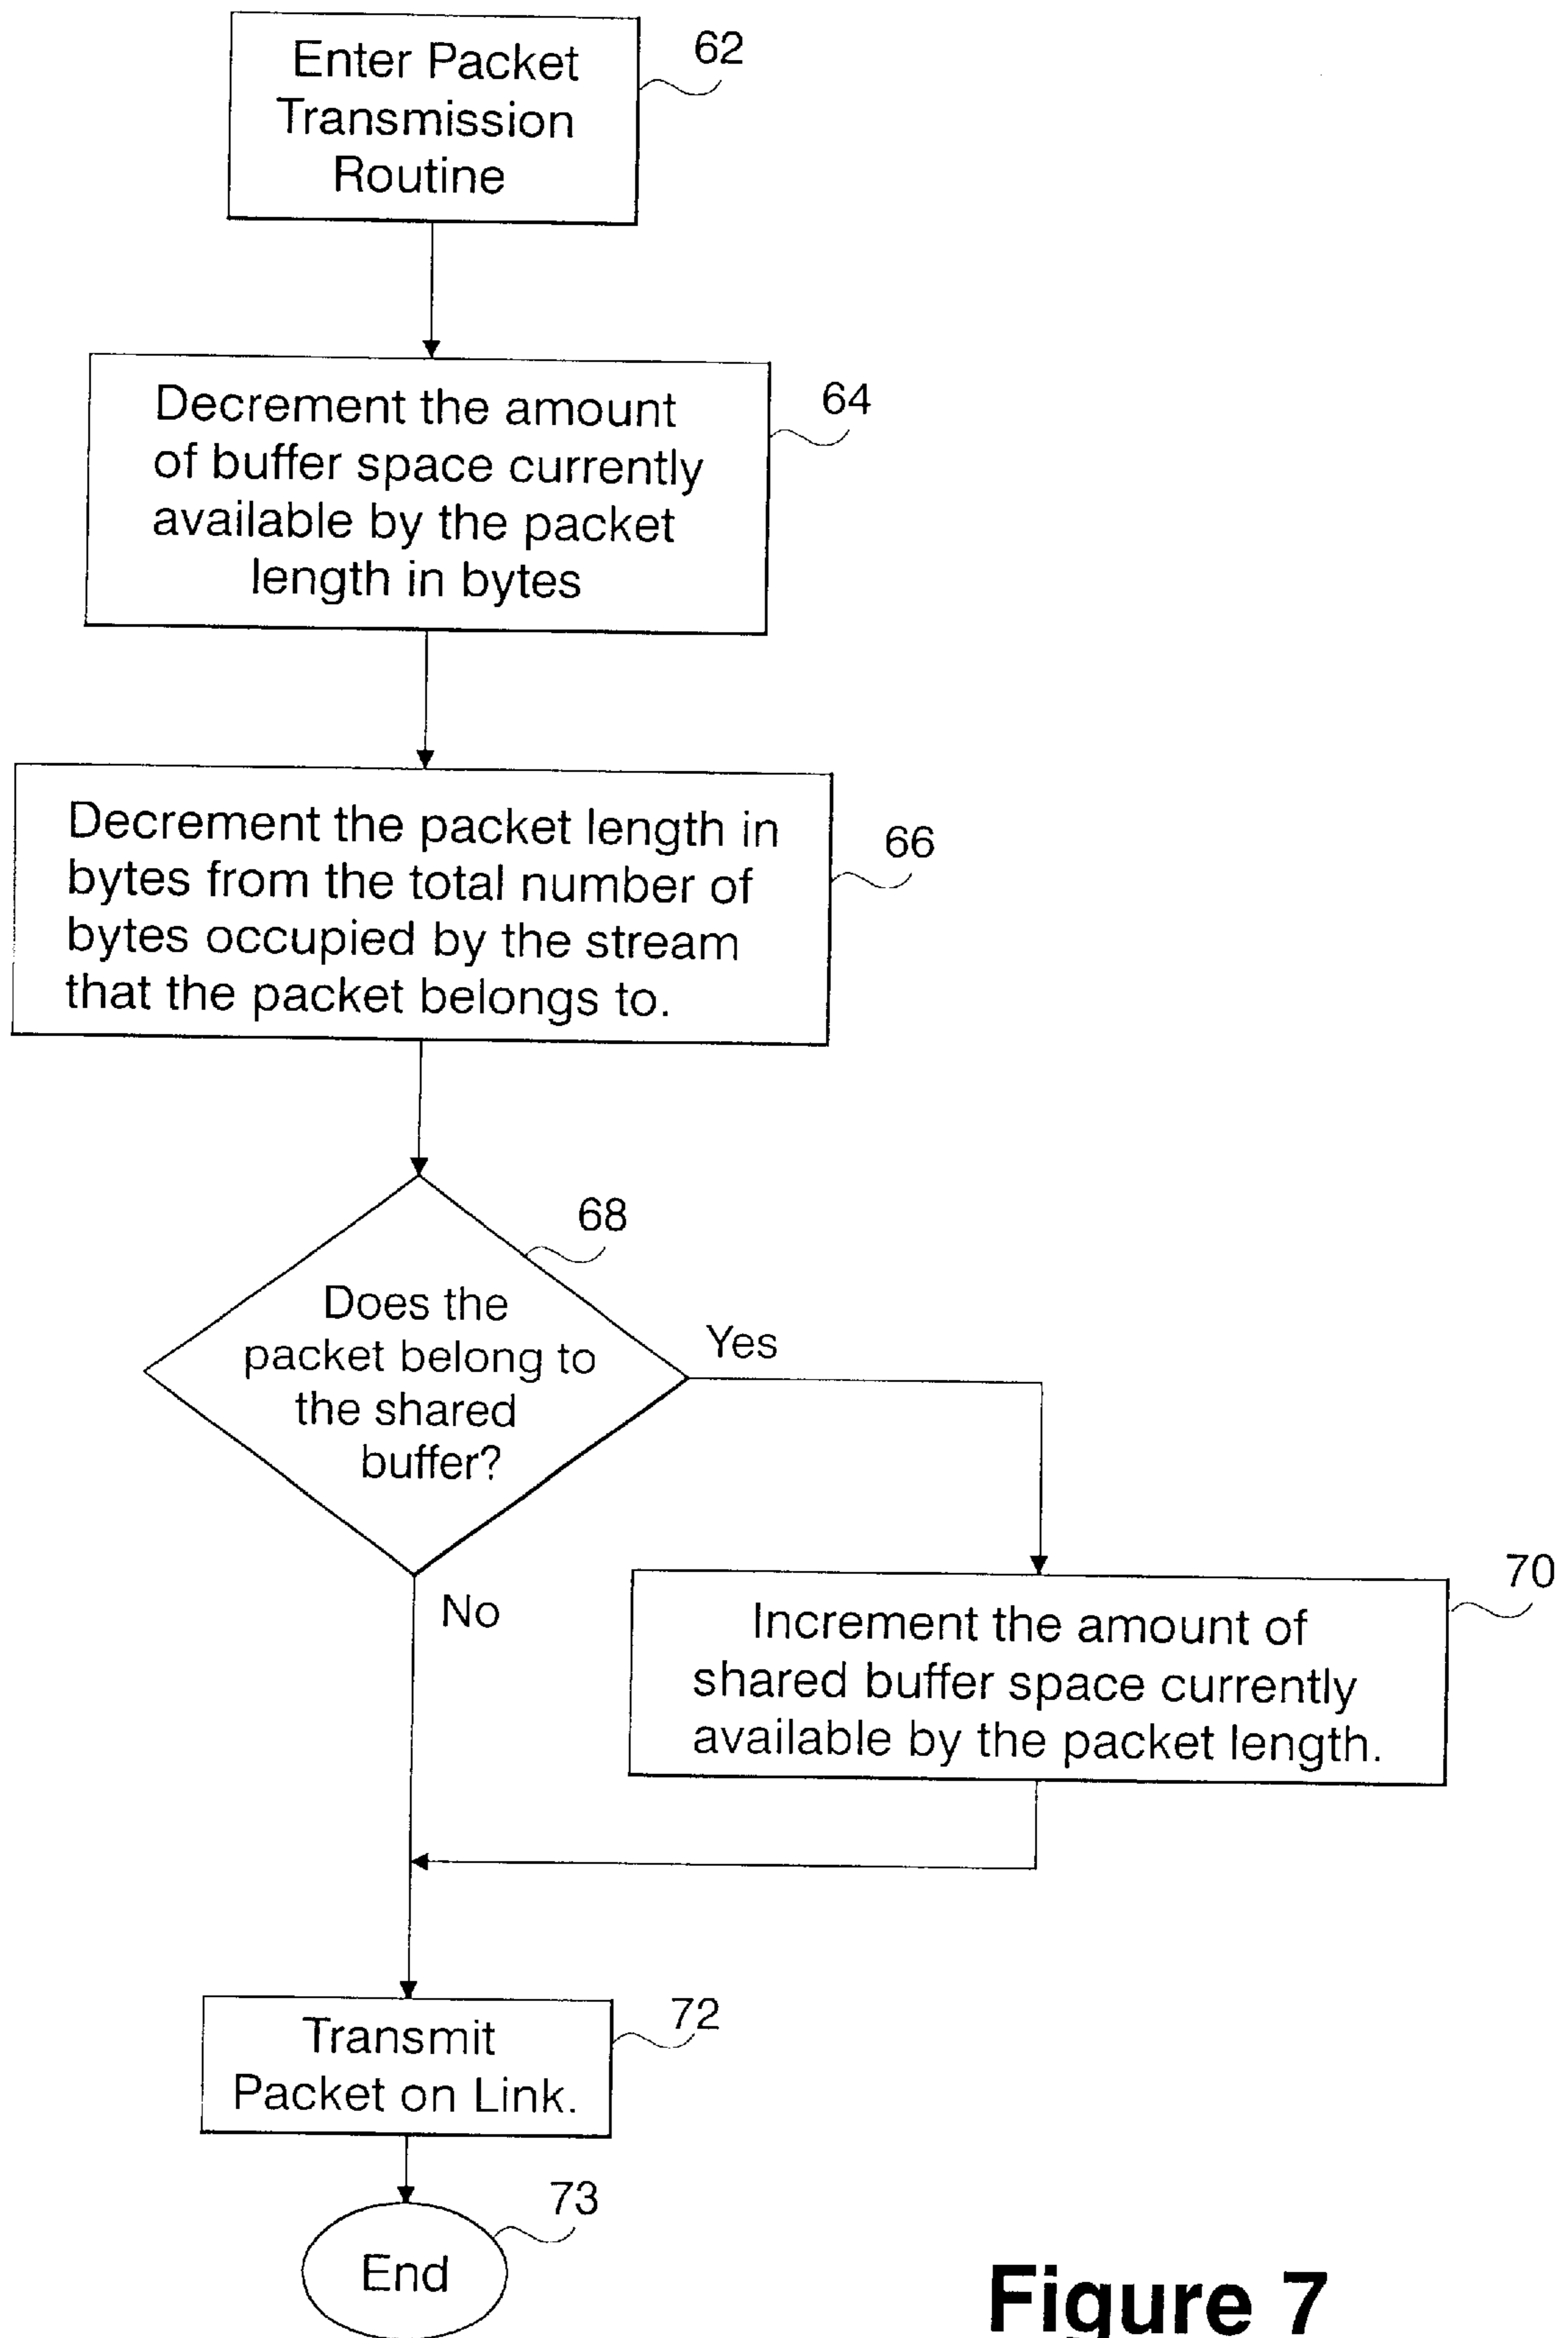 Enter Packet
Transmission
Routine
62
Decrement the amount
of buffer space currently
available by the packet
length in bytes
64
Decrement the packet length in
bytes from the total number of
bytes occupied by the stream
that the packet belongs to.
66
68
Does the
packet belong to
the shared
buffer?
Yes
No
70
Increment the amount of
shared buffer space currently
available by the packet length.
Transmit
Packet on Link.
72
73
End
Figure 7